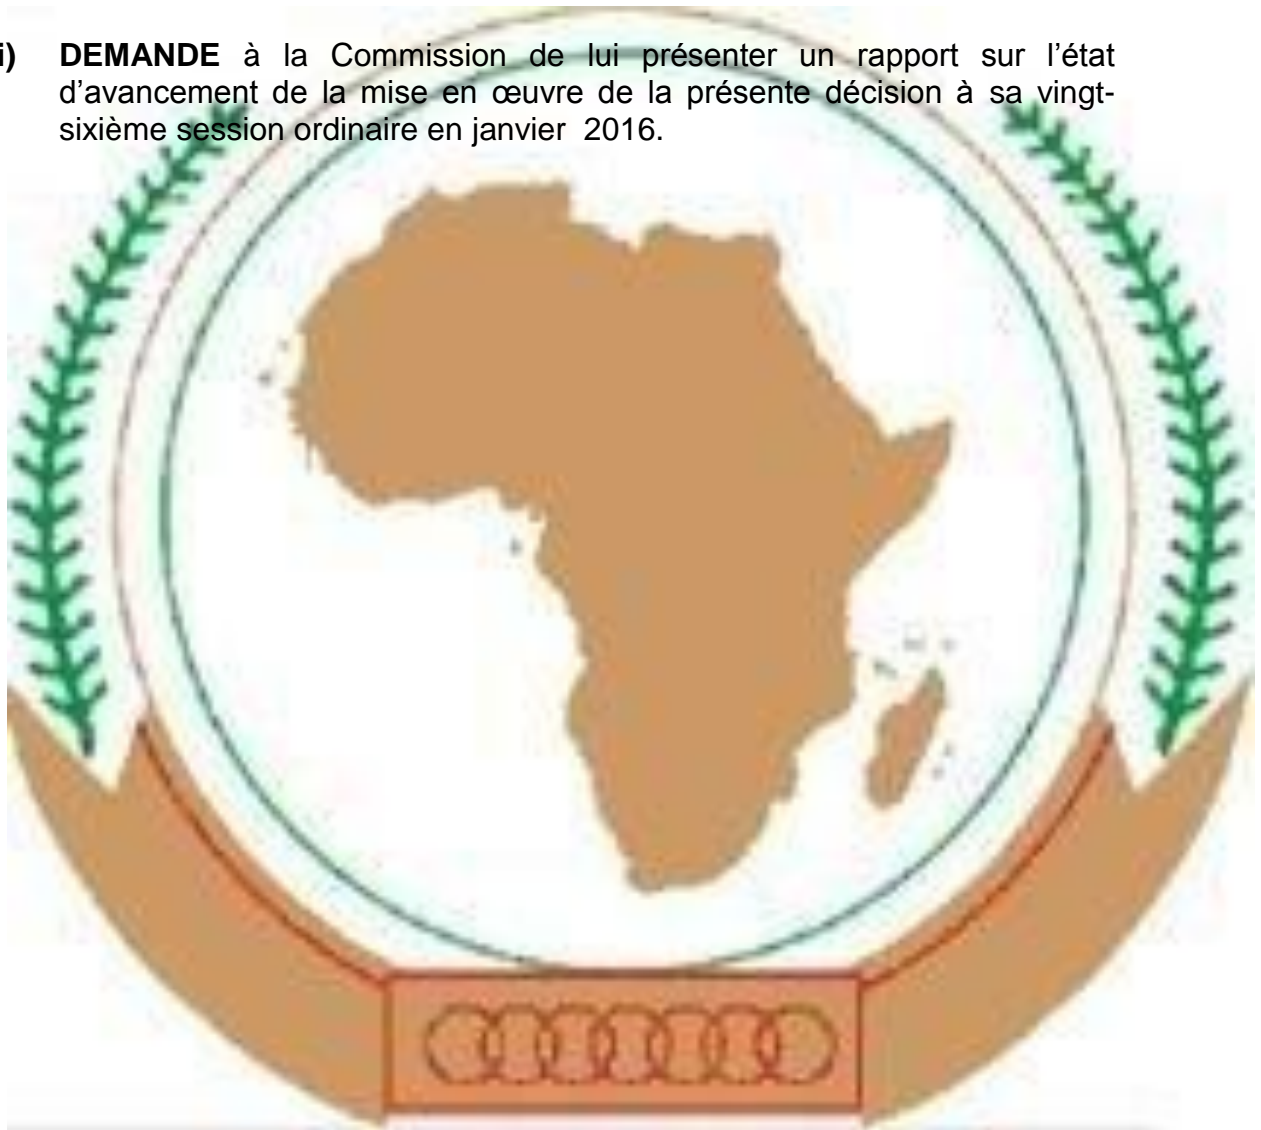 i) DEMANDE à la Commission de lui présenter un rapport sur l’état
d’avancement de la mise en œuvre de la présente décision à sa vingt-
sixième session ordinaire en janvier 2016.